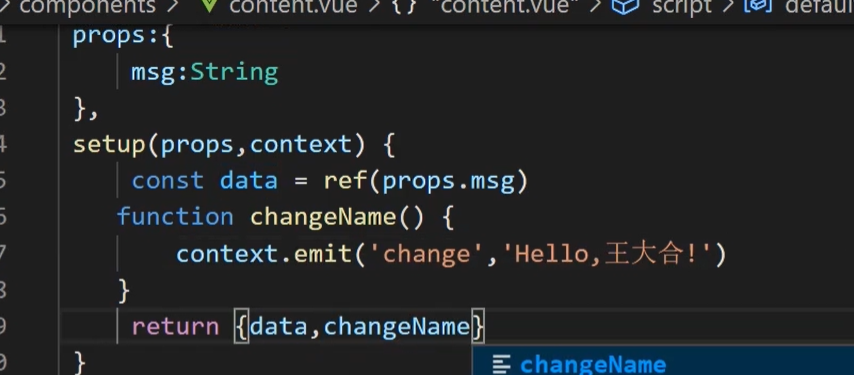 components > content.vue > {} "content.vue" > script > default
1 props:{
2 msg:String
3 },
4 setup(props,context) {
5 const data = ref(props.msg)
6 function changeName() {
7 context.emit('change','Hello,王大合!')
8 }
9 return {data,changeName}
0 }
changeName